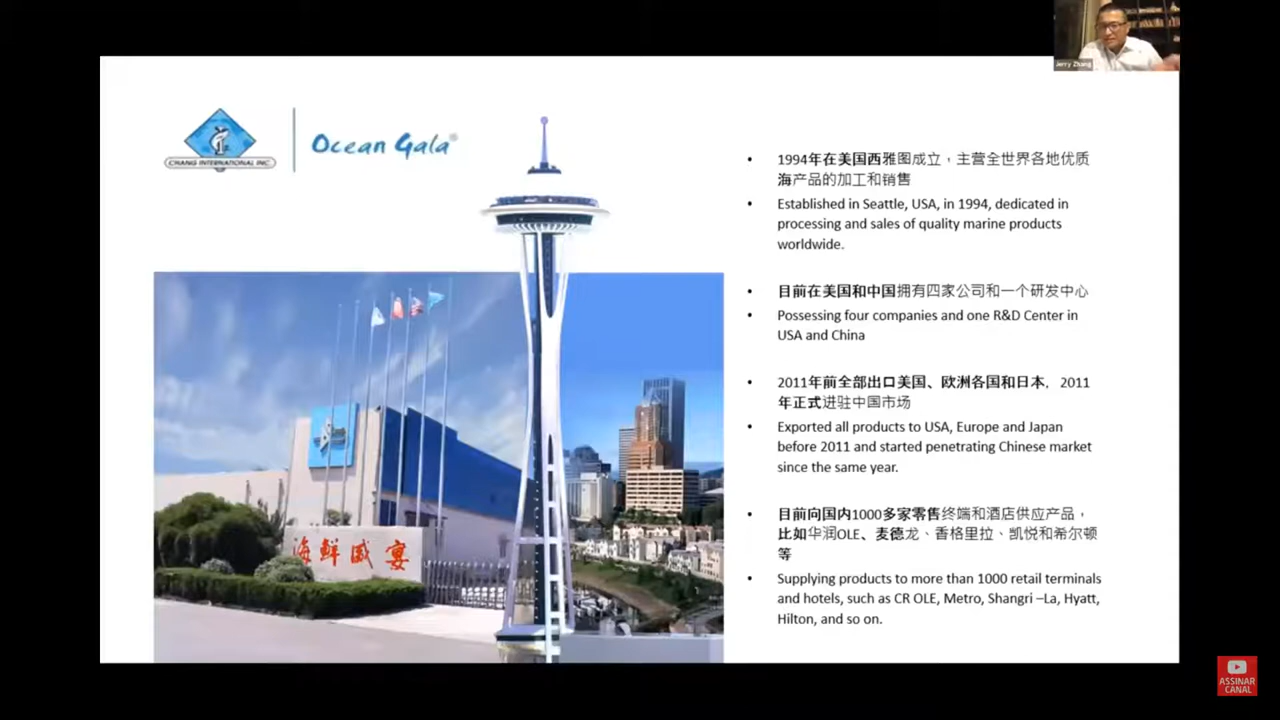 Jerry Zhang
CHANG INTERNATIONAL INC
Ocean Gala®
1994年在美国西雅图成立，主营全世界各地优质
海产品的加工和销售
Established in Seattle, USA, in 1994, dedicated in
processing and sales of quality marine products
worldwide.
目前在美国和中国拥有四家公司和一个研发中心
Possessing four companies and one R&D Center in
USA and China
2011年前全部出口美国、欧洲各国和日本，2011
年正式进驻中国市场
Exported all products to USA, Europe and Japan
before 2011 and started penetrating Chinese market
since the same year.
目前向国内1000多家零售终端和酒店供应产品，
比如华润OLE、麦德龙、香格里拉、凯悦和希尔顿
等
Supplying products to more than 1000 retail terminals
and hotels, such as CR OLE, Metro, Shangri –La, Hyatt,
Hilton, and so on.
海鲜盛宴
ASSINAR
CANAL